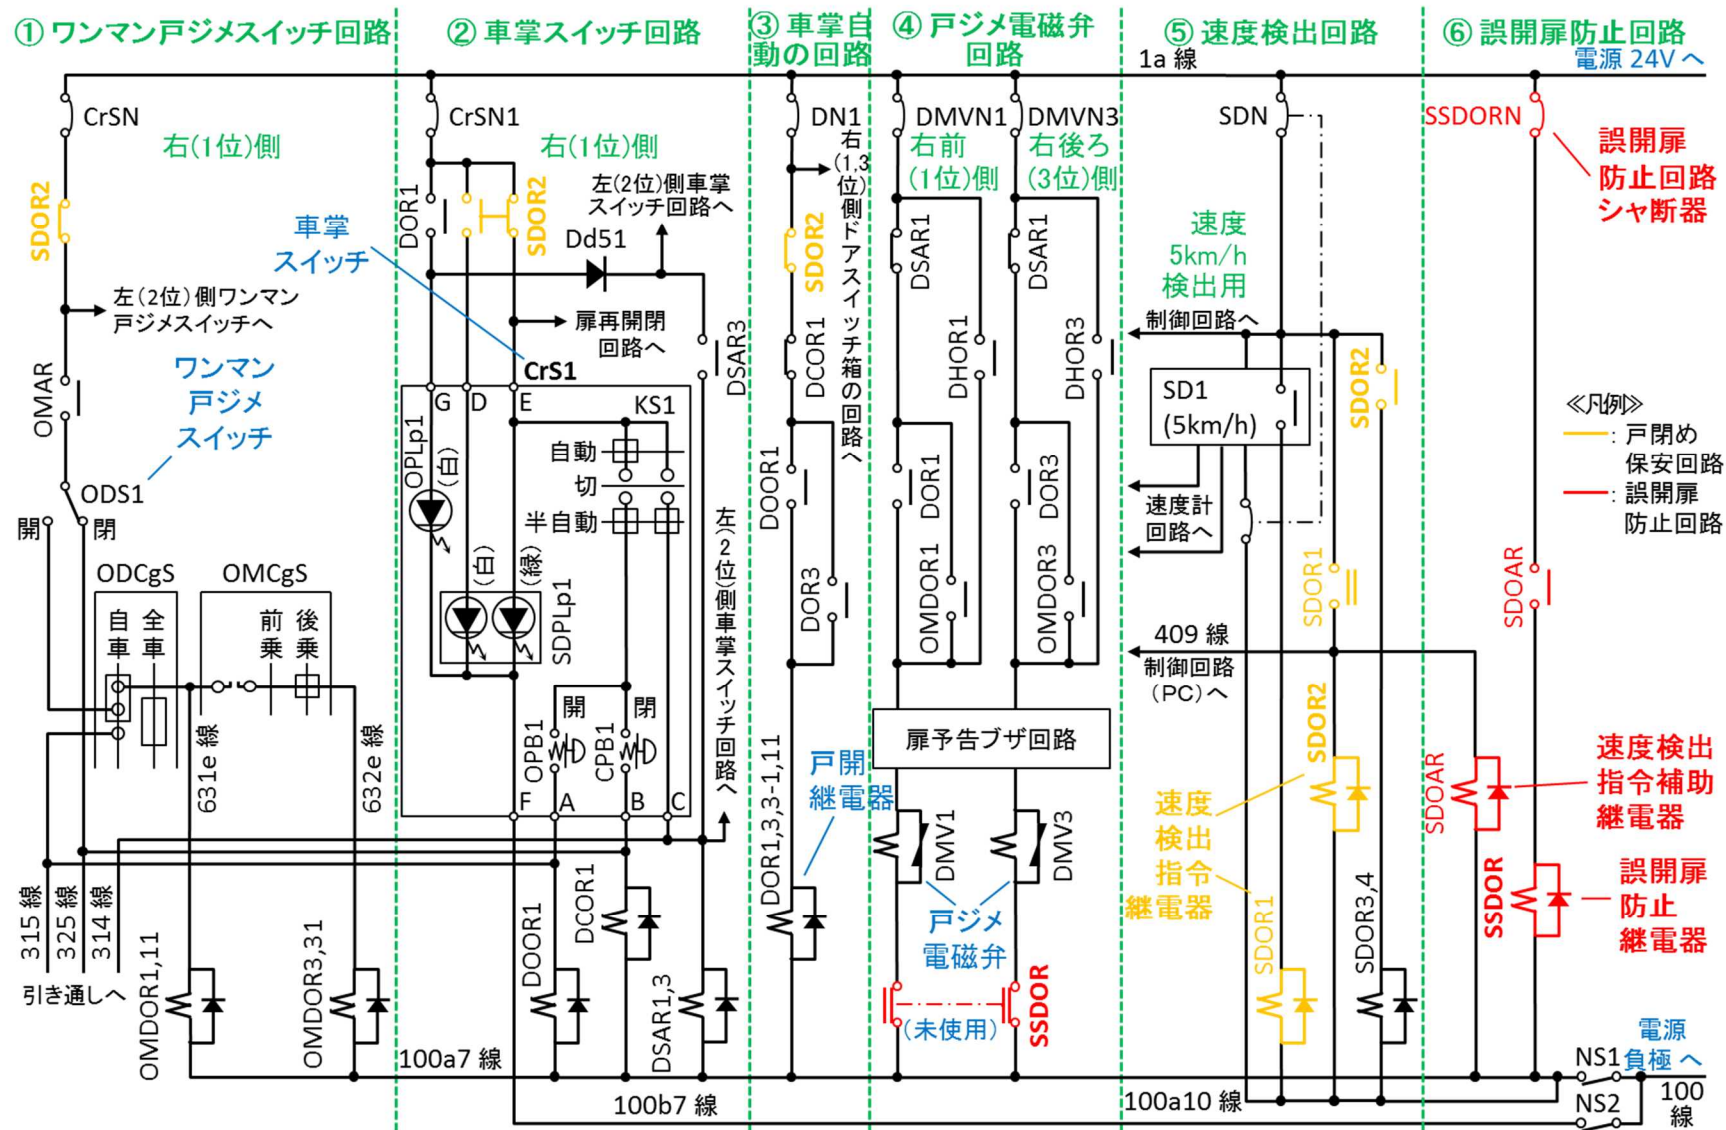 ① ワンマン戸ジメスイッチ回路
② 車掌スイッチ回路
③ 車掌自
動の回路
④ 戸ジメ電磁弁
回路
⑤ 速度検出回路
⑥ 誤開扉防止回路
1a 線
電源 24V へ
CrSN
右(1位)側
SDOR2
左(2位)側ワンマン
戸ジメスイッチへ
OMAR
ワンマン
戸ジメ
スイッチ
ODS1
開
閉
ODCgS
OMCgS
自車
全車
前乗
後乗
631e 線
632e 線
315 線
325 線
314 線
引き通しへ
OMDOR1,11
OMDOR3,31
CrSN1
右(1位)側
DOR1
SDOR2
左(2位)側車掌
スイッチ回路へ
車掌
スイッチ
Dd51
扉再開閉
回路へ
CrS1
DSAR3
G
D
E
KS1
OPLp1
(白)
自動
切
半自動
(白)
(緑)
SDPLp1
開
閉
OPB1
CPB1
F
A
B
C
左(2位)側車掌スイッチ回路へ
DOOR1
DCOR1
DSAR1,3
100a7 線
100b7 線
DN1
右(1,3位)側ドアスイッチ箱の回路へ
SDOR2
DCOR1
DOOR1
DOR3
戸開
継電器
DOR1,3,3-1,11
DMVN1
DMVN3
右前
(1位)側
右後ろ
(3位)側
DSAR1
DSAR1
DHOR1
DHOR3
DOR1
DOR3
OMDOR1
OMDOR3
扉予告ブザ回路
DMV1
DMV3
戸ジメ
電磁弁
(未使用)
SSDOR
SDN
速度
5km/h
検出用
制御回路へ
SD1
(5km/h)
SDOR2
速度計
回路へ
SDOR1
409 線
制御回路
(PC)へ
SDOR2
速度
検出
指令
継電器
SDOR1
SDOR3,4
100a10 線
SSDORN
誤開扉
防止回路
シャ断器
≪凡例≫
: 戸閉め
保安回路
: 誤開扉
防止回路
SDOAR
SDOAR
速度検出
指令補助
継電器
SSDOR
誤開扉
防止
継電器
電源
負極 へ
NS1
NS2
100
線